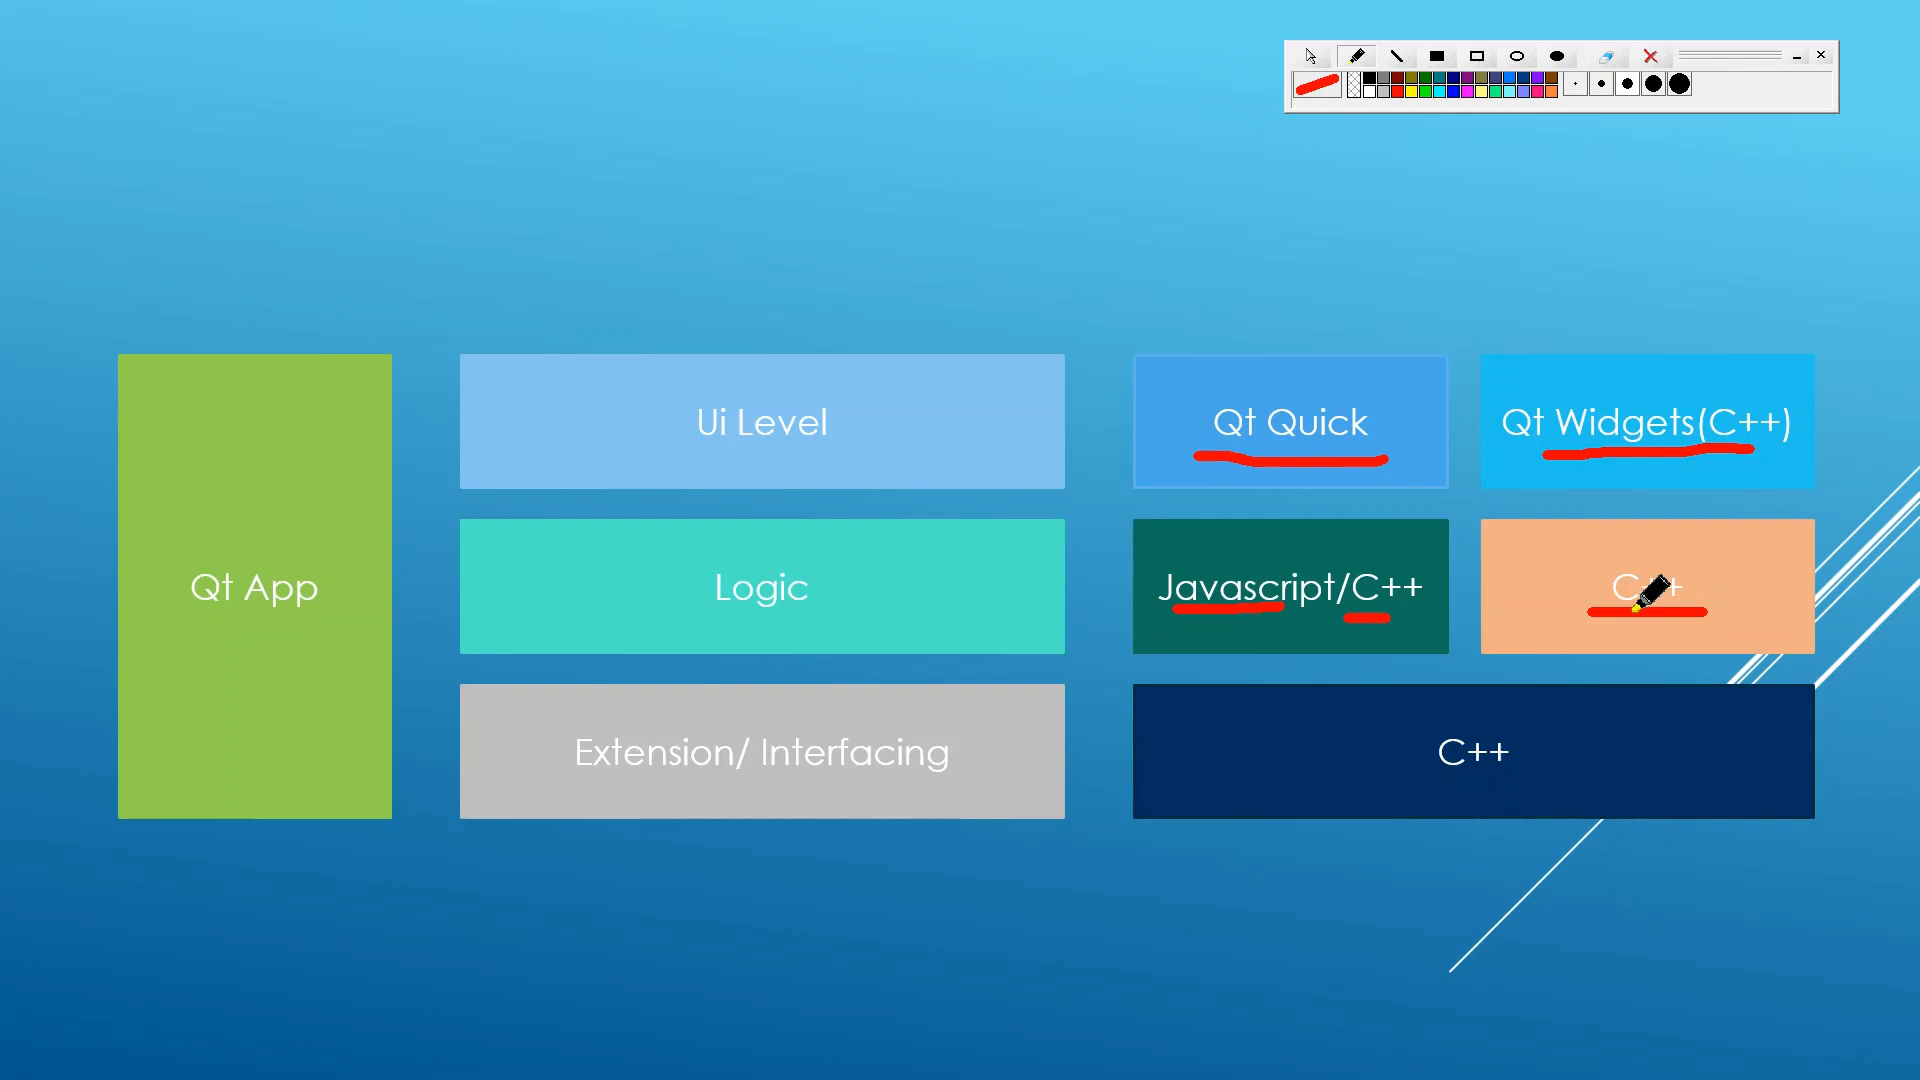 Qt App
Ui Level
Qt Quick
Qt Widgets(C++)
Logic
Javascript/C++
C++
Extension/ Interfacing
C++